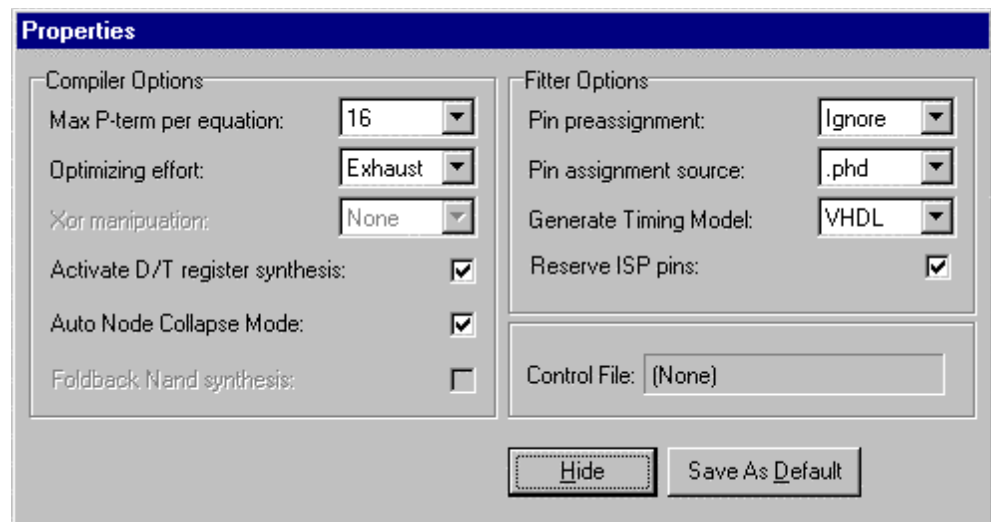 Properties
Compiler Options
Max P-term per equation: 16
Optimizing effort: Exhaust
Xor manipuation: None
Activate D/T register synthesis:
Auto Node Collapse Mode:
Foldback Nand synthesis:
Fitter Options
Pin preassignment: Ignore
Pin assignment source: .phd
Generate Timing Model: VHDL
Reserve ISP pins:
Control File: (None)
Hide
Save As Default